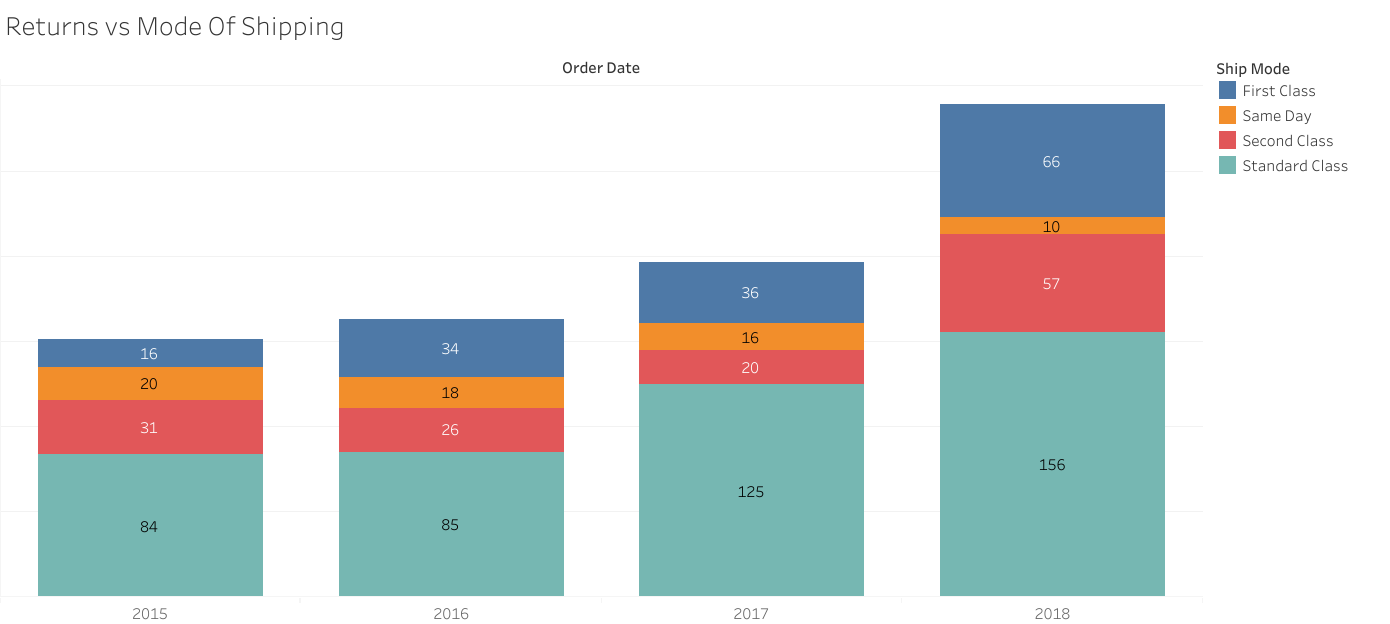 Returns vs Mode Of Shipping
Order Date
Ship Mode
First Class
Same Day
Second Class
Standard Class
16
20
31
84
34
18
26
85
36
16
20
125
66
10
57
156
2015
2016
2017
2018